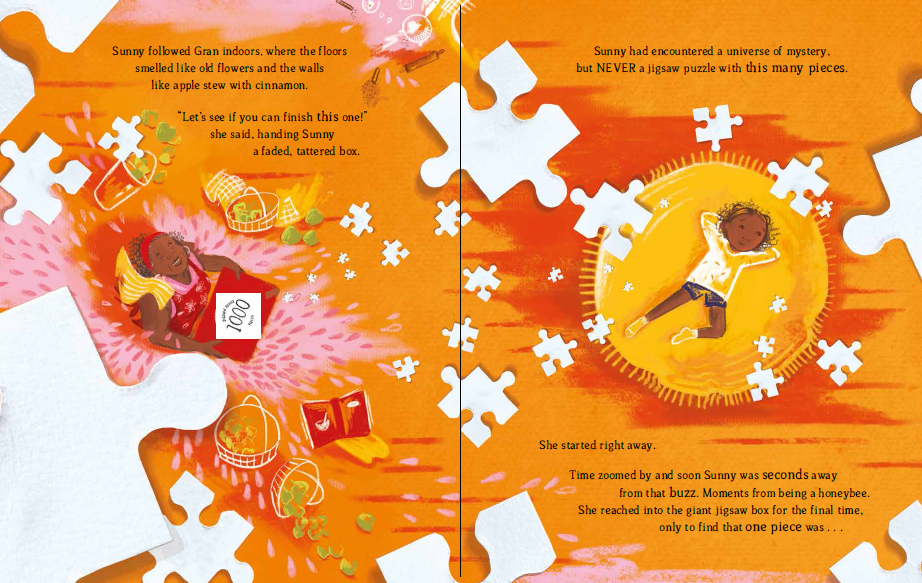 Sunny followed Gran indoors, where the floors
smelled like old flowers and the walls
like apple stew with cinnamon.
"Let's see if you can finish this one!"
she said, handing Sunny
a faded, tattered box.
1000
Sunny had encountered a universe of mystery,
but NEVER a jigsaw puzzle with this many pieces.
She started right away.
Time zoomed by and soon Sunny was seconds away
from that buzz. Moments from being a honeybee.
She reached into the giant jigsaw box for the final time,
only to find that one piece was . . .